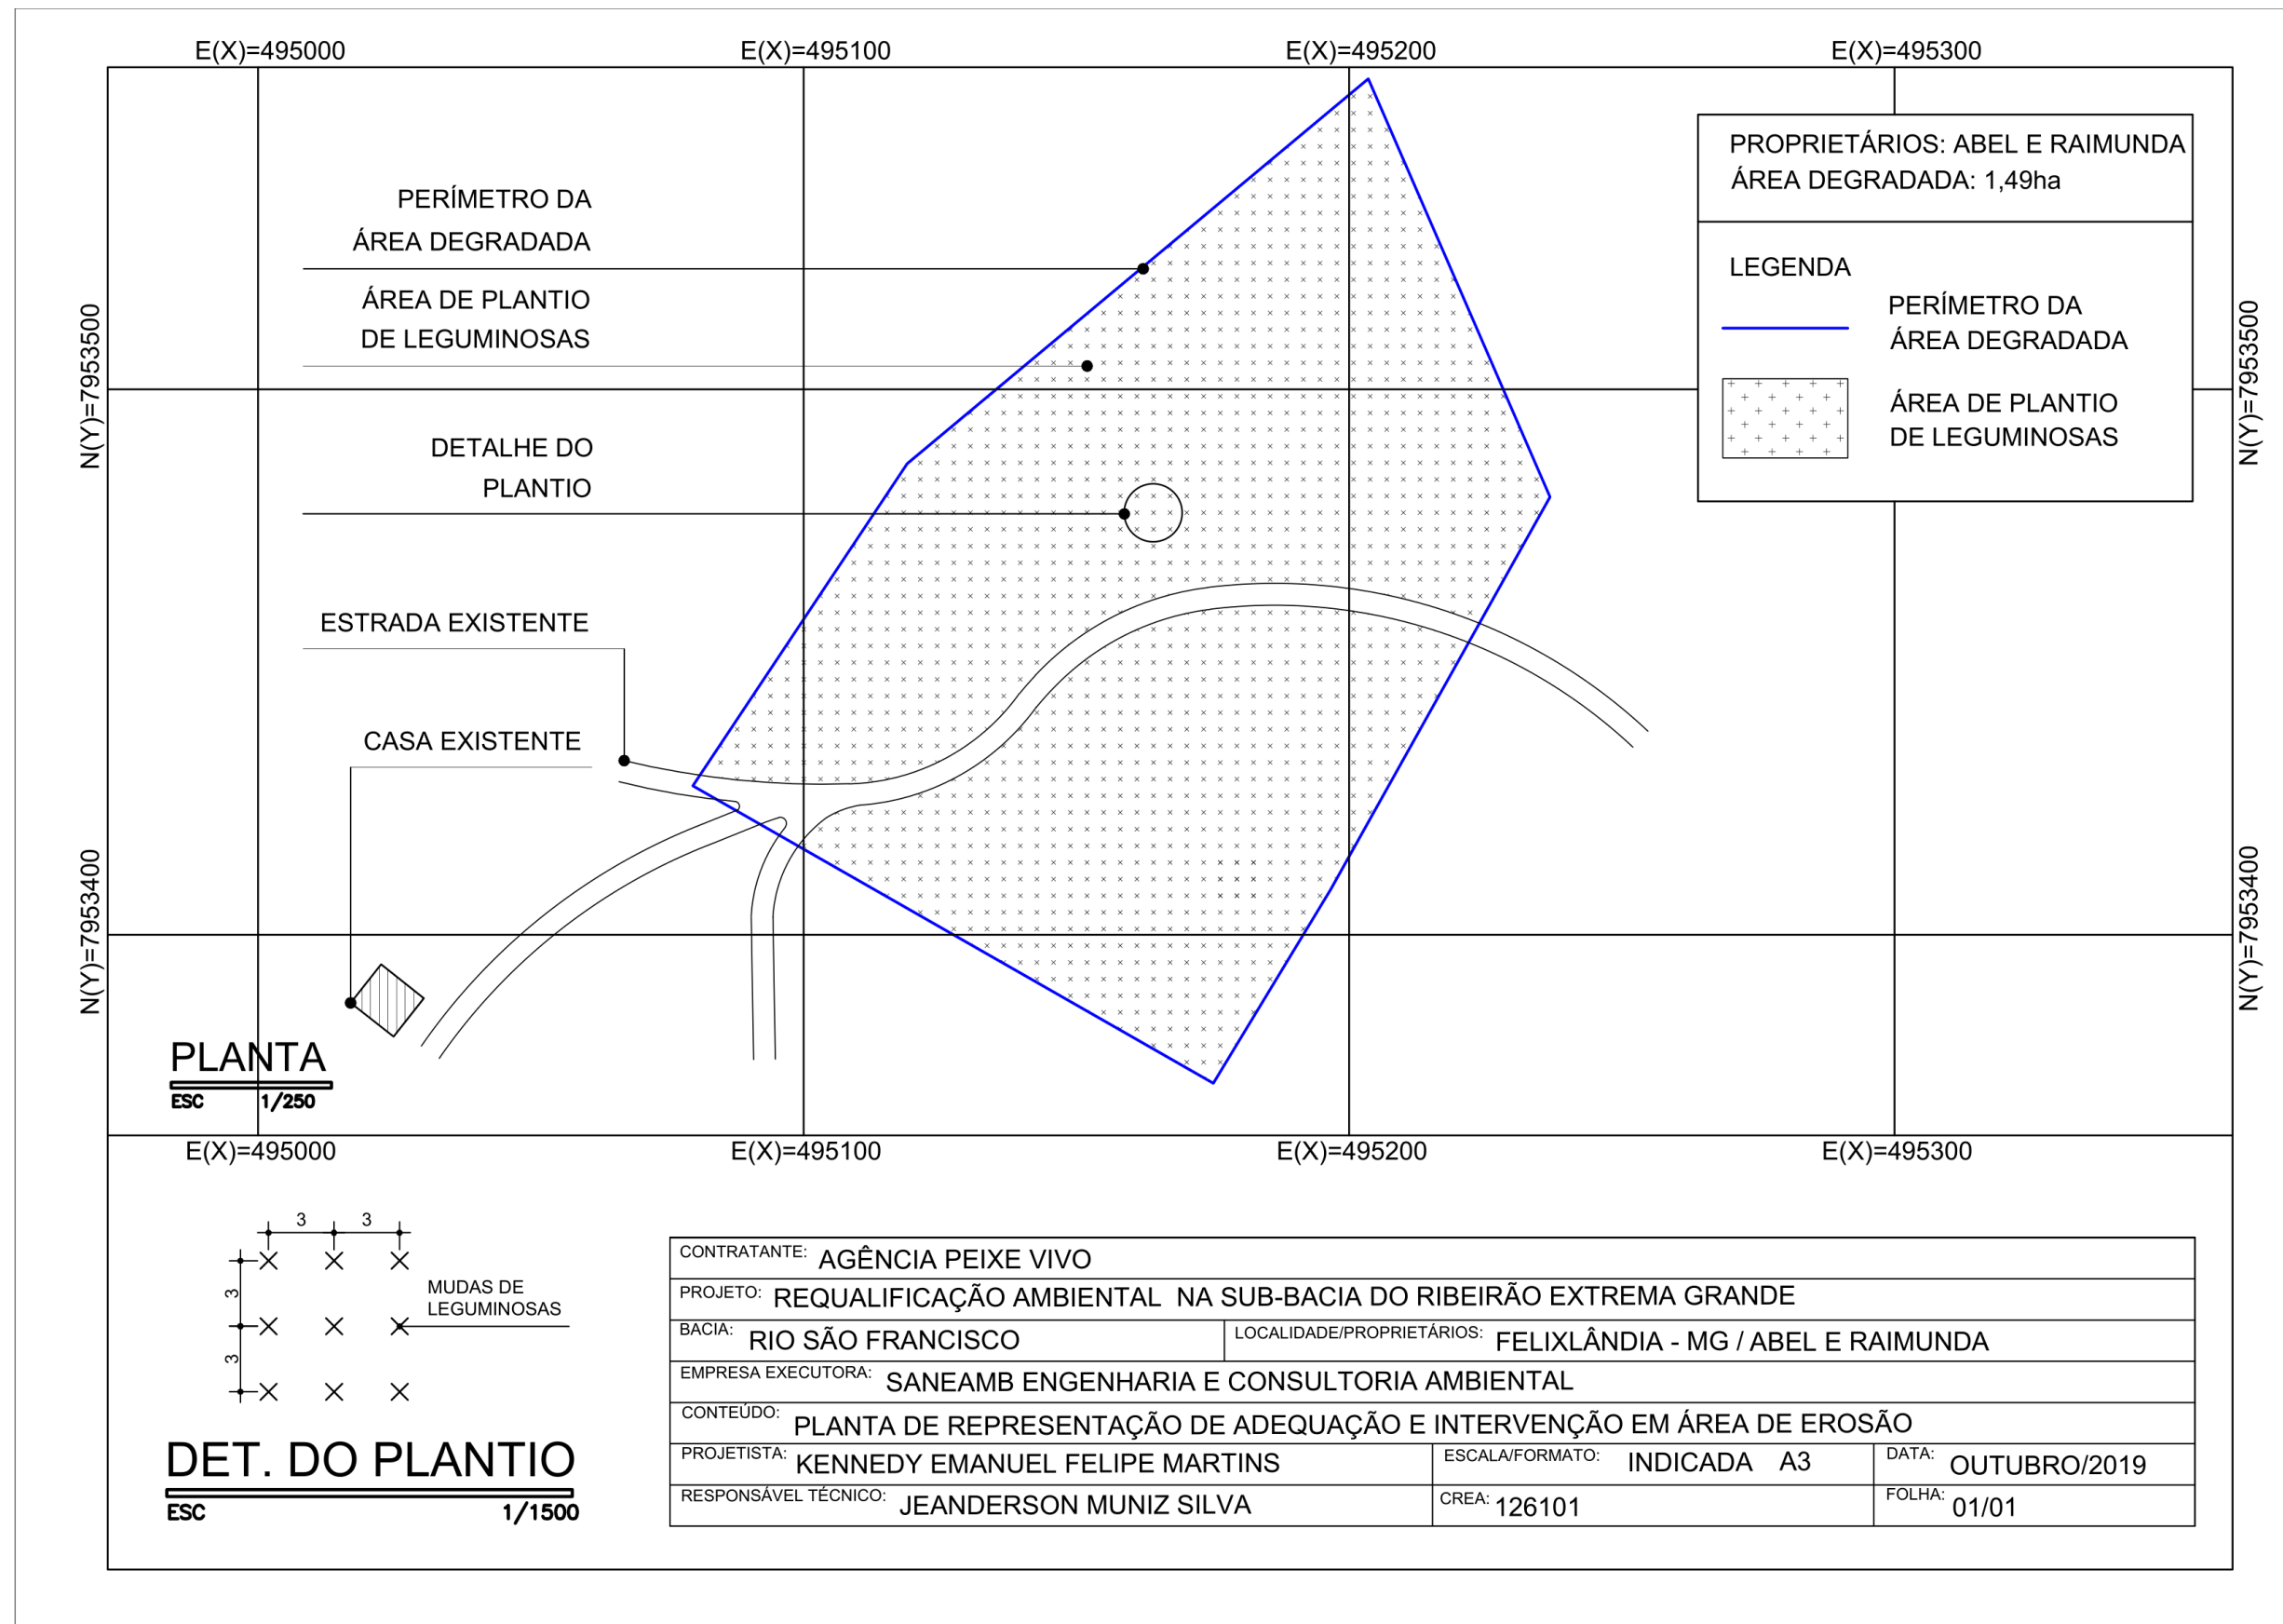 E(X)=495000
E(X)=495100
E(X)=495200
E(X)=495300
PROPRIETÁRIOS: ABEL E RAIMUNDA
ÁREA DEGRADADA: 1,49ha
LEGENDA
PERÍMETRO DA
ÁREA DEGRADADA
ÁREA DE PLANTIO
DE LEGUMINOSAS
PERÍMETRO DA
ÁREA DEGRADADA
ÁREA DE PLANTIO
DE LEGUMINOSAS
DETALHE DO
PLANTIO
ESTRADA EXISTENTE
CASA EXISTENTE
N(Y)=7953500
N(Y)=7953500
N(Y)=7953400
N(Y)=7953400
PLANTA
ESC 1/250
E(X)=495000
E(X)=495100
E(X)=495200
E(X)=495300
3 3
3
3
MUDAS DE
LEGUMINOSAS
DET. DO PLANTIO
ESC 1/1500
CONTRATANTE: AGÊNCIA PEIXE VIVO
PROJETO: REQUALIFICAÇÃO AMBIENTAL NA SUB-BACIA DO RIBEIRÃO EXTREMA GRANDE
BACIA: RIO SÃO FRANCISCO LOCALIDADE/PROPRIETÁRIOS: FELIXLÂNDIA - MG / ABEL E RAIMUNDA
EMPRESA EXECUTORA: SANEAMB ENGENHARIA E CONSULTORIA AMBIENTAL
CONTEÚDO: PLANTA DE REPRESENTAÇÃO DE ADEQUAÇÃO E INTERVENÇÃO EM ÁREA DE EROSÃO
PROJETISTA: KENNEDY EMANUEL FELIPE MARTINS ESCALA/FORMATO: INDICADA A3 DATA: OUTUBRO/2019
RESPONSÁVEL TÉCNICO: JEANDERSON MUNIZ SILVA CREA: 126101 FOLHA: 01/01